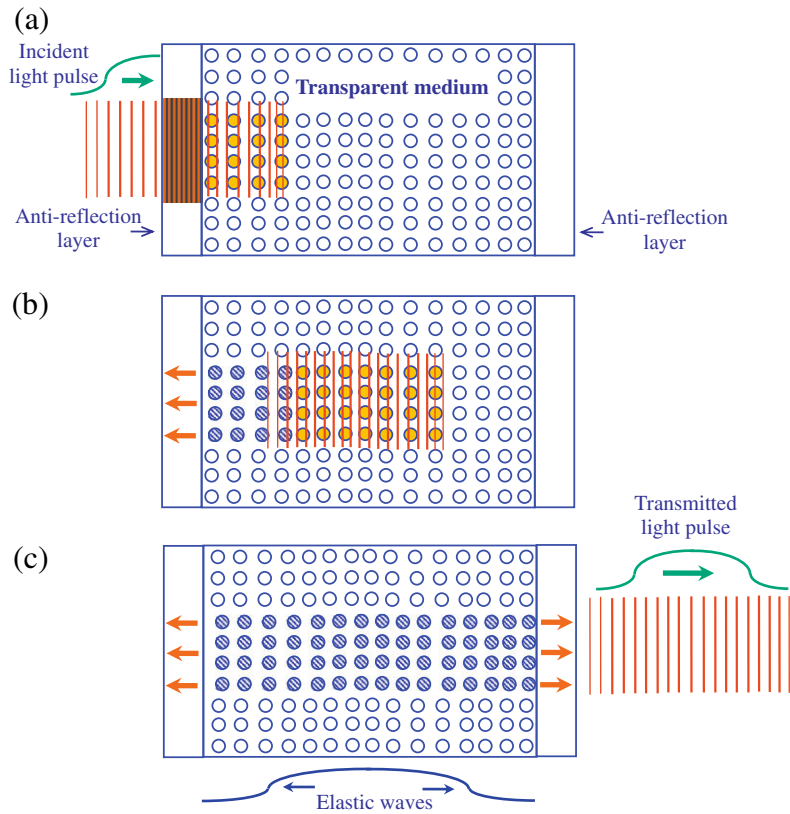 (a)
Incident
light pulse
Transparent medium
Anti-reflection
layer
Anti-reflection
layer
(b)
Transmitted
light pulse
(c)
Elastic waves